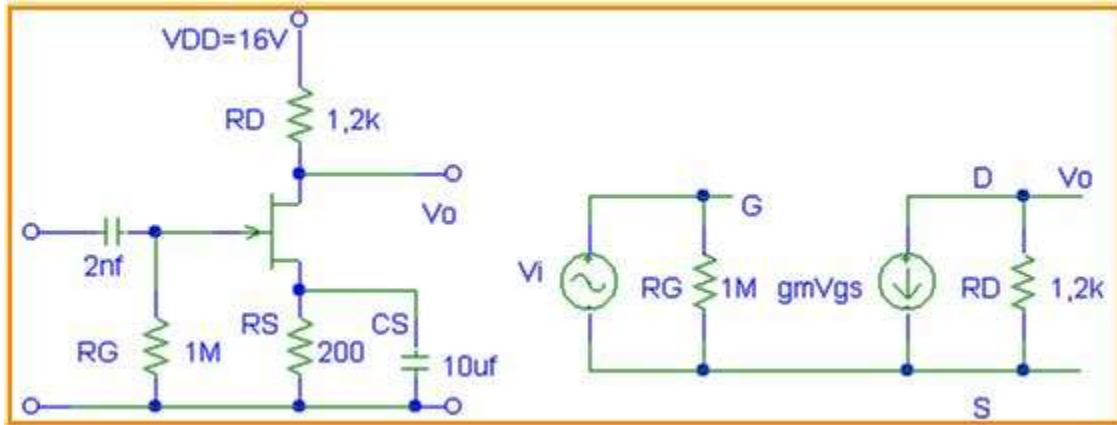 VDD=16V
RD 1,2k
Vo
2nf
RG 1M
RS 200
CS 10uf
Vi
RG 1M
G
gmVgs
D Vo
RD 1,2k
S